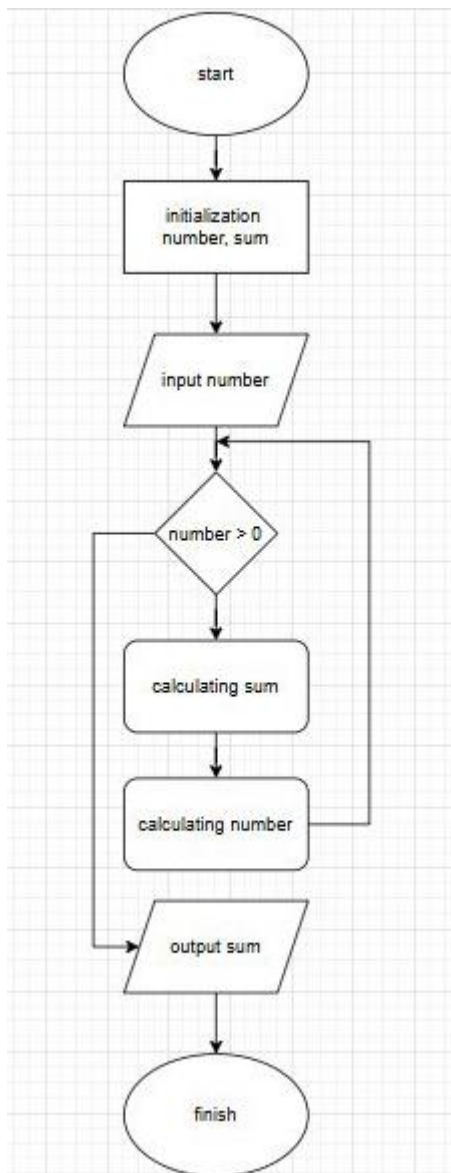 start
initialization
number, sum
input number
number > 0
calculating sum
calculating number
output sum
finish